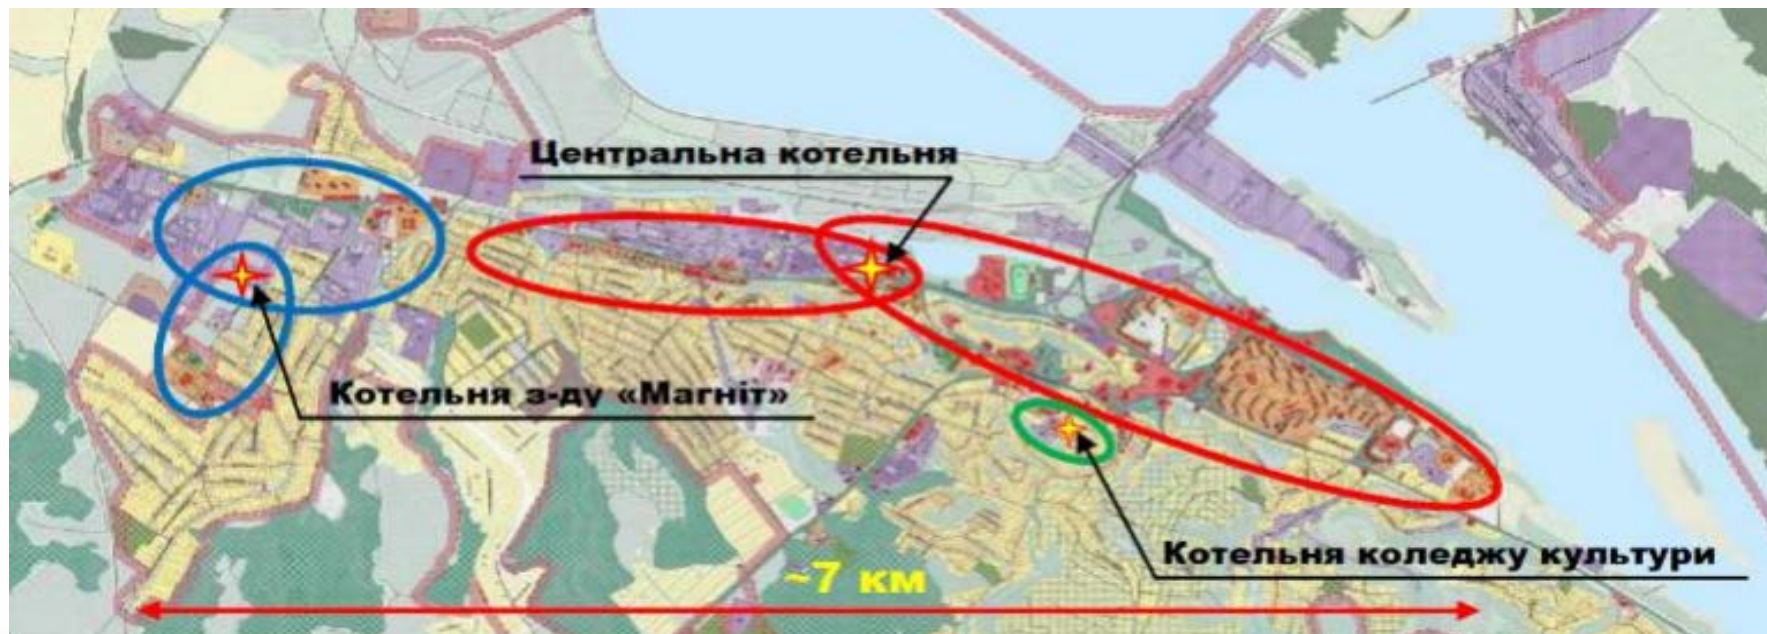 Центральна котельня
Котельня з-ду «Магніт»
Котельня коледжу культури
~7 км